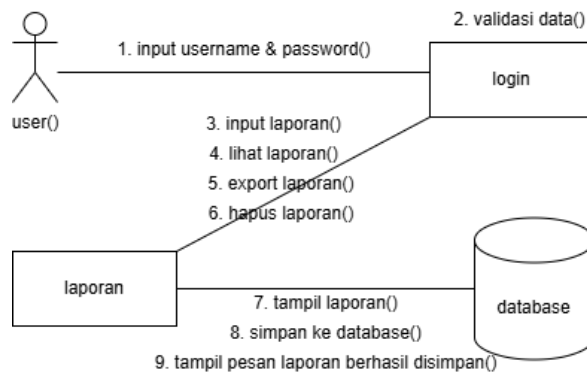 2. validasi data()
1. input username & password()
login
user()
3. input laporan()
4. lihat laporan()
5. export laporan()
6. hapus laporan()
laporan
7. tampil laporan()
database
8. simpan ke database()
9. tampil pesan laporan berhasil disimpan()